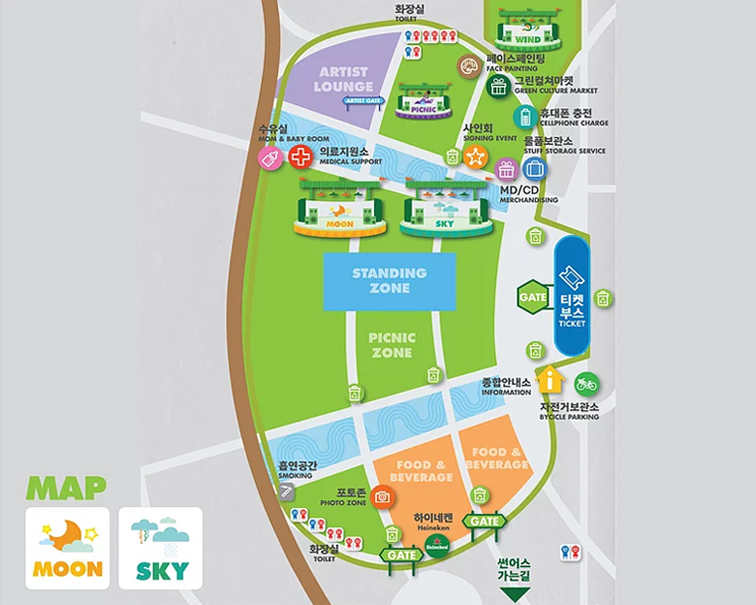 화장실
TOILET
WIND
페이스페인팅
FACE PAINTING
그린컬쳐마켓
GREEN CULTURE MARKET
ARTIST
LOUNGE
ARTIST GATE
PICNIC
휴대폰 충전
CELLPHONE CHARGE
수유실
MOM & BABY ROOM
의료지원소
MEDICAL SUPPORT
사인회
SIGNING EVENT
물품보관소
STUFF STORAGE SERVICE
MD/CD
MERCHANDISING
MOON
SKY
STANDING
ZONE
GATE
티켓
부스
TICKET
PICNIC
ZONE
종합안내소
INFORMATION
자전거보관소
BYCICLE PARKING
흡연공간
SMOKING
FOOD &
BEVERAGE
FOOD &
BEVERAGE
포토존
PHOTO ZONE
하이네켄
Heineken
Heineken
GATE
GATE
화장실
TOILET
썬어스
가는길
MAP
MOON
SKY